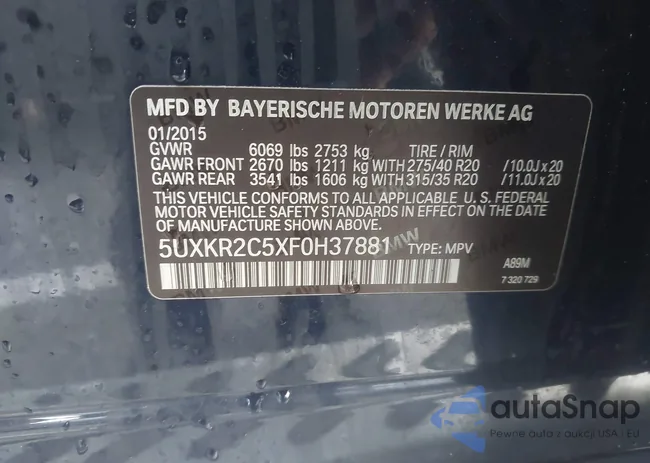 MFD BY BAYERISCHE MOTOREN WERKE AG
01/2015
GVWR 6069 lbs 2753 kg TIRE / RIM
GAWR FRONT 2670 lbs 1211 kg WITH 275/40 R20 /10.0J x 20
GAWR REAR 3541 lbs 1606 kg WITH 315/35 R20 /11.0J x 20
THIS VEHICLE CONFORMS TO ALL APPLICABLE U. S. FEDERAL
MOTOR VEHICLE SAFETY STANDARDS IN EFFECT ON THE DATE
OF MANUFACTURE SHOWN ABOVE.
5UXKR2C5XF0H37881 TYPE: MPV
BMW
A89M
7 320 729
autoSnap
Pewne auta z aukcji USA i EU